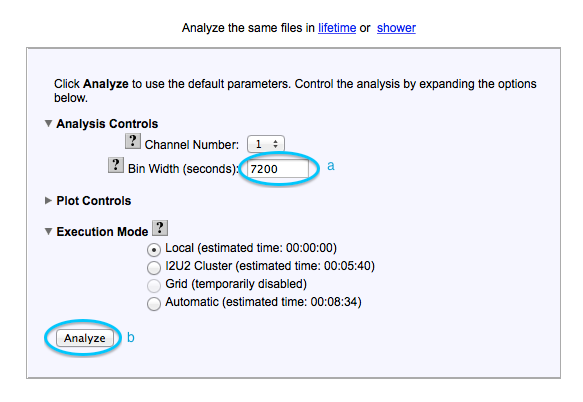 Analyze the same files in lifetime or shower
Click Analyze to use the default parameters. Control the analysis by expanding the options
below.
▼ Analysis Controls
? Channel Number: 1
? Bin Width (seconds): 7200 a
▶ Plot Controls
▼ Execution Mode ?
Local (estimated time: 00:00:00)
I2U2 Cluster (estimated time: 00:05:40)
Grid (temporarily disabled)
Automatic (estimated time: 00:08:34)
Analyze b